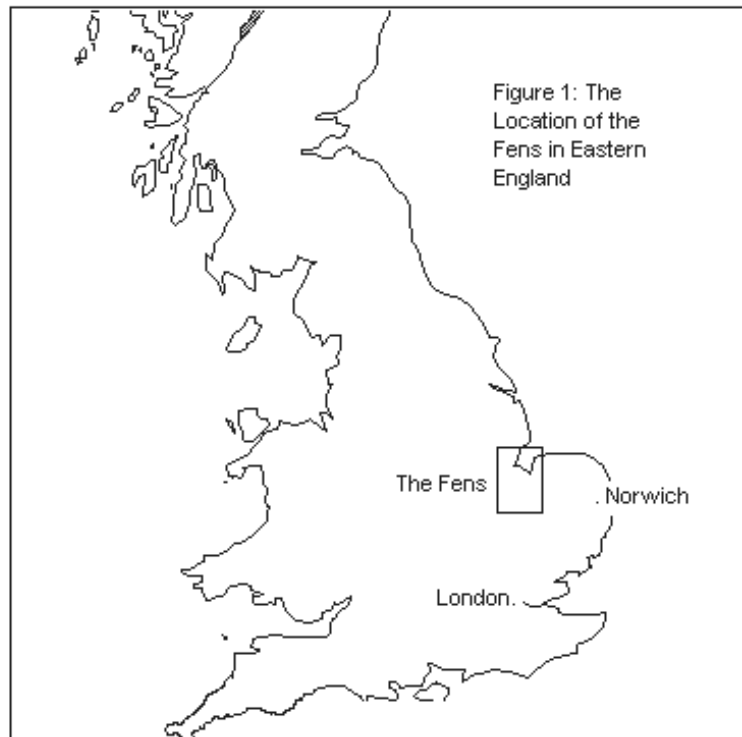 Figure 1: The
Location of the
Fens in Eastern
England
The Fens
. Norwich
London.